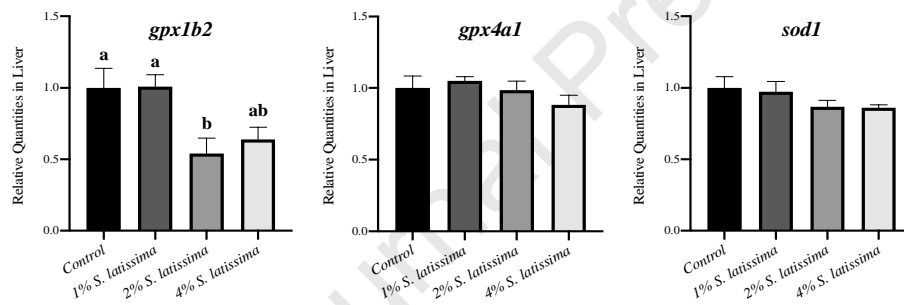 gpx1b2
Relative Quantities in Liver
1.5
1.0
0.5
0.0
a
a
b
ab
Control
1% S. latissima
2% S. latissima
4% S. latissima
gpx4a1
Relative Quantities in Liver
1.5
1.0
0.5
0.0
Control
1% S. latissima
2% S. latissima
4% S. latissima
sod1
Relative Quantities in Liver
1.5
1.0
0.5
0.0
Control
1% S. latissima
2% S. latissima
4% S. latissima